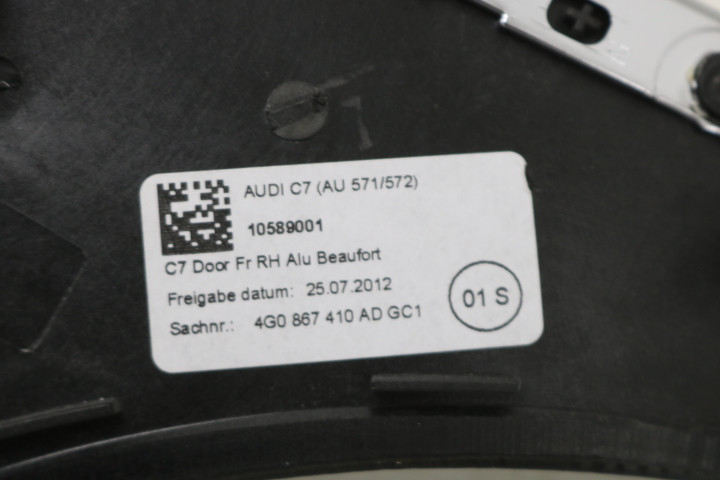 AUDI C7 (AU 571/572)
10589001
C7 Door Fr RH Alu Beaufort
Freigabe datum: 25.07.2012
Sachnr.: 4G0 867 410 AD GC1
01 S